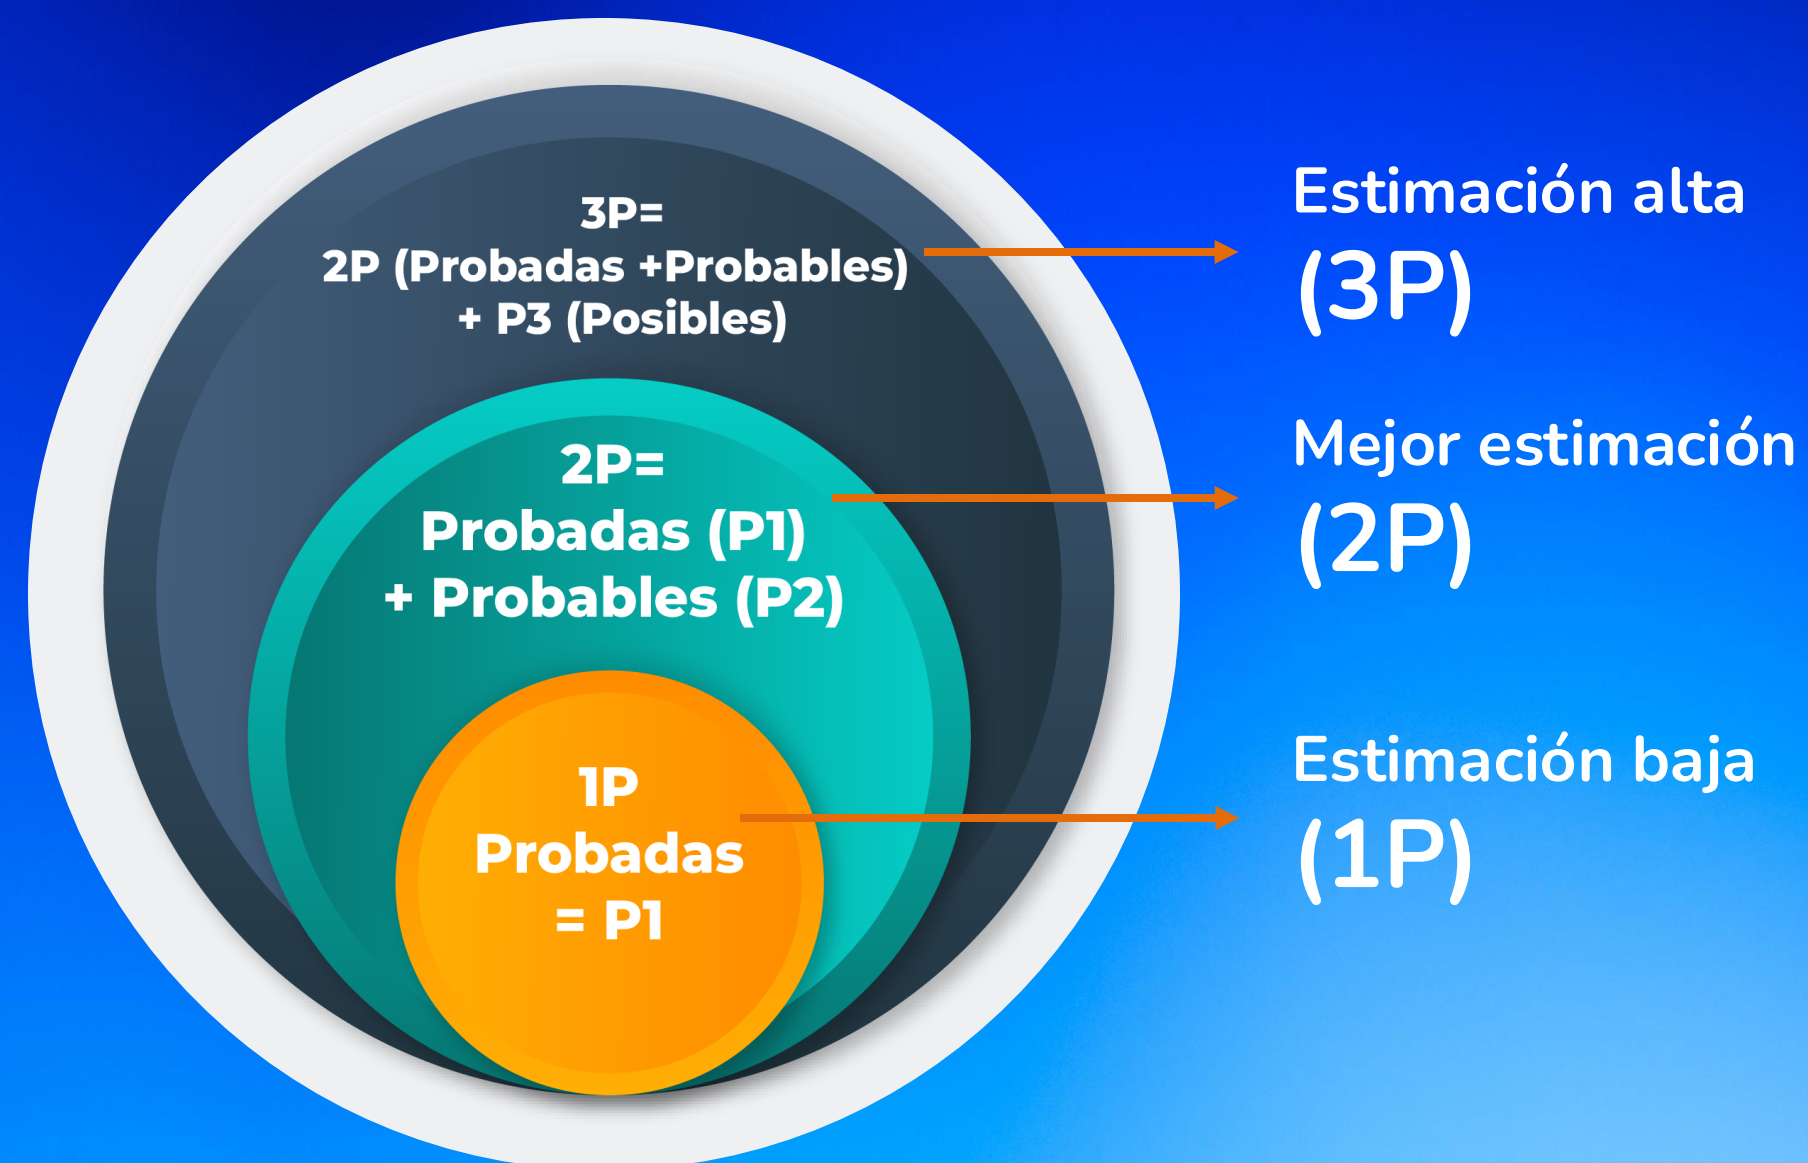 3P=
2P (Probadas +Probables)
+ P3 (Posibles)
2P=
Probadas (P1)
+ Probables (P2)
1P
Probadas
= P1
Estimación alta
(3P)
Mejor estimación
(2P)
Estimación baja
(1P)